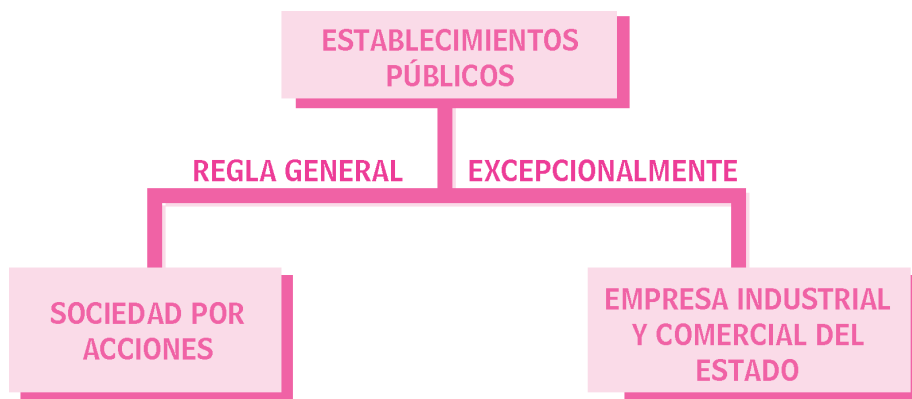 ESTABLECIMIENTOS
PÚBLICOS
REGLA GENERAL
EXCEPCIONALMENTE
SOCIEDAD POR
ACCIONES
EMPRESA INDUSTRIAL
Y COMERCIAL DEL
ESTADO